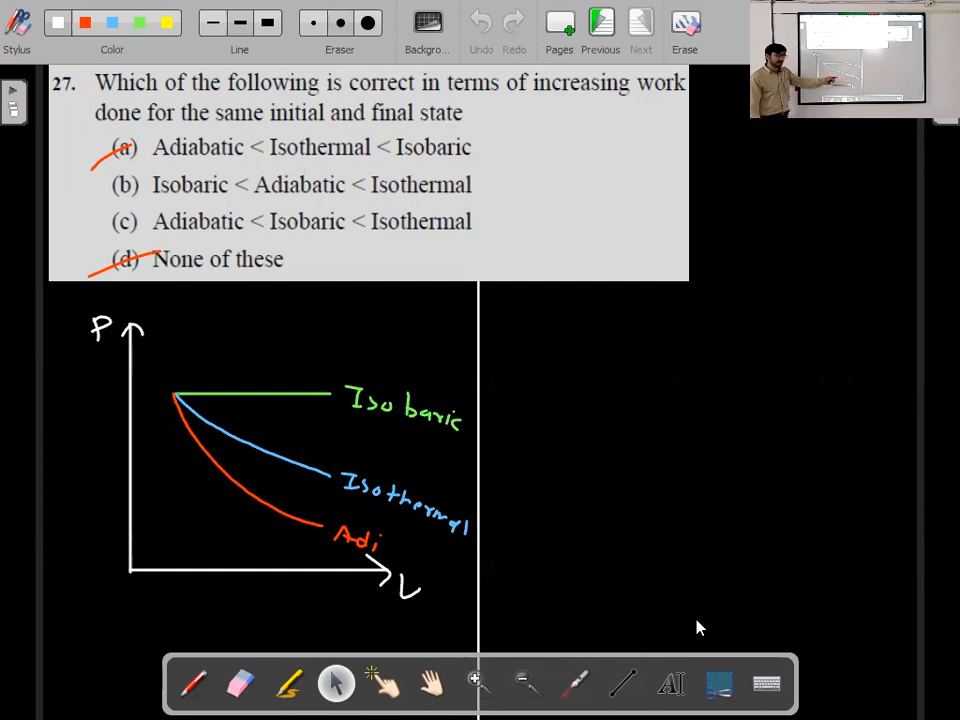 Stylus
Color
Line
Eraser
Backgro...
Undo
Redo
Pages
Previous
Next
Erase
27. Which of the following is correct in terms of increasing work
done for the same initial and final state
(a) Adiabatic < Isothermal < Isobaric
(b) Isobaric < Adiabatic < Isothermal
(c) Adiabatic < Isobaric < Isothermal
(d) None of these
P
Isobaric
Isothermal
Adi
V
AI